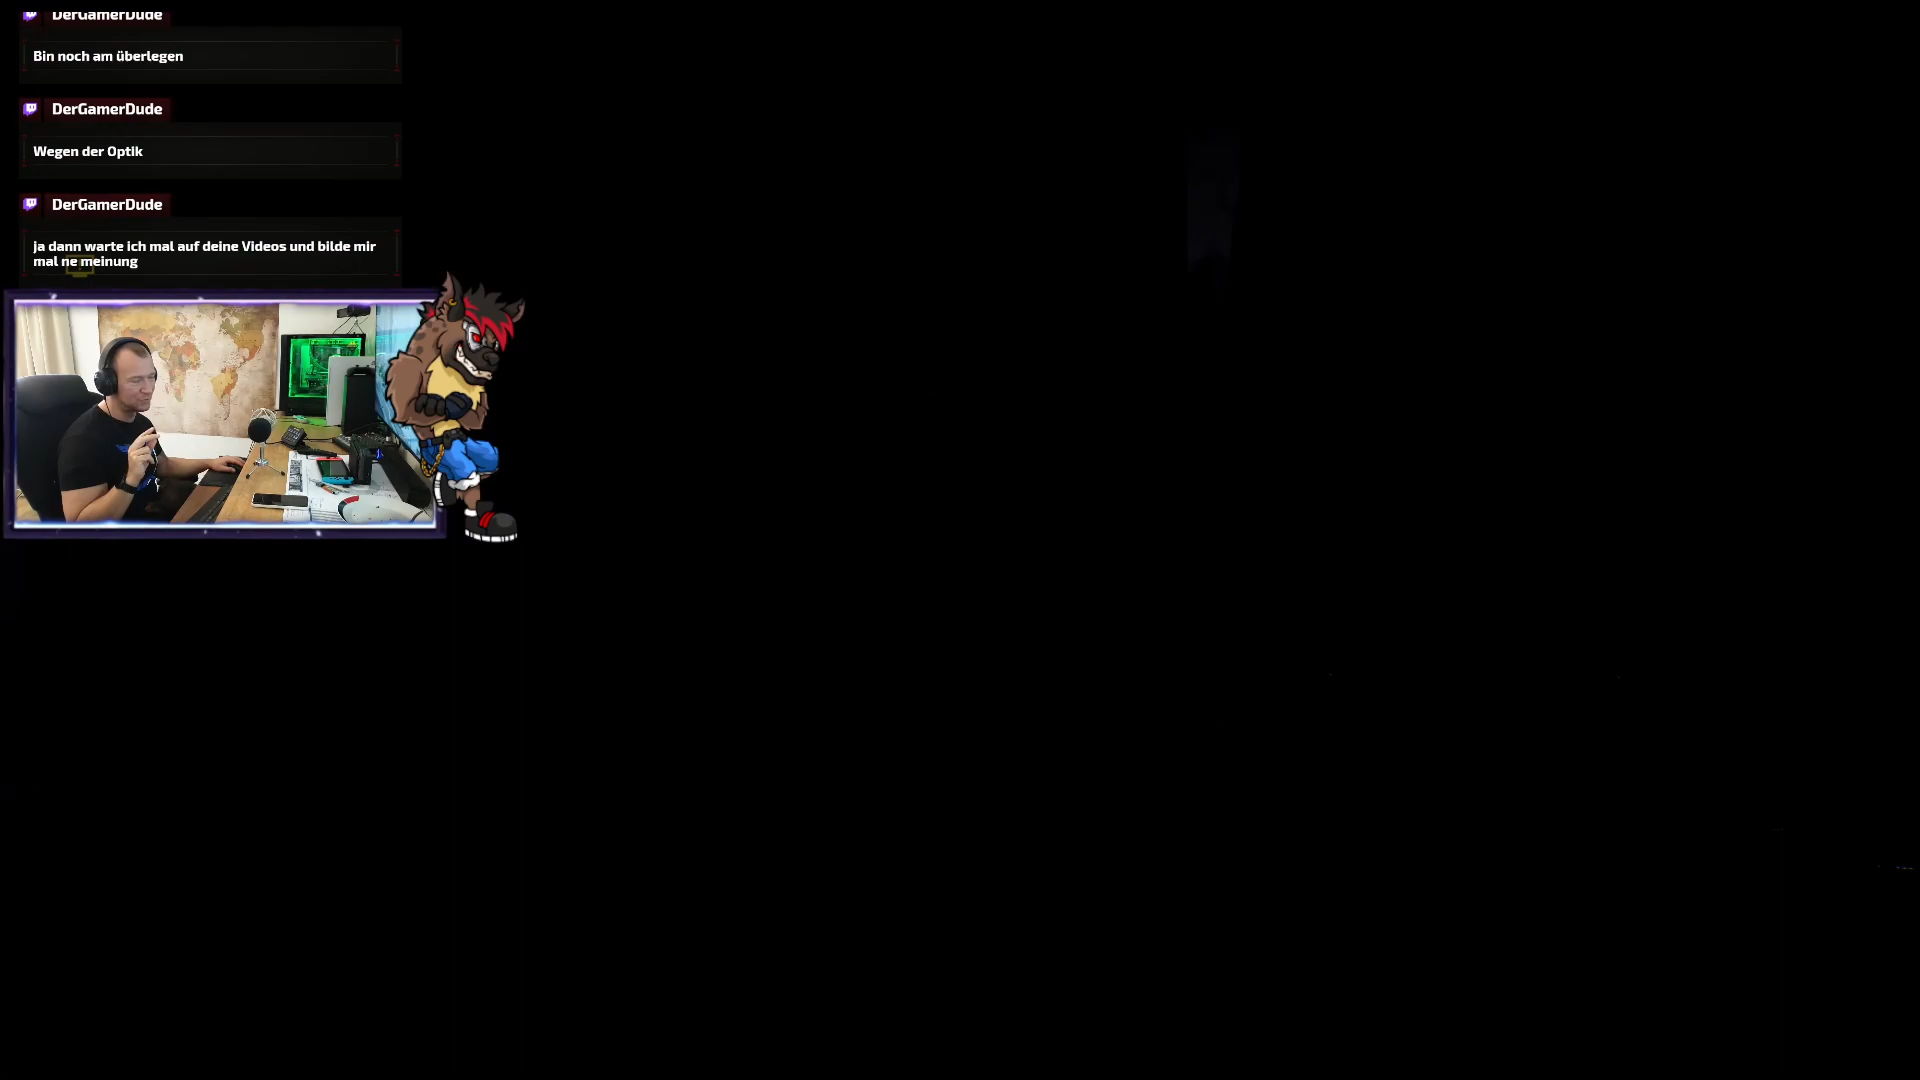 DerGamerDude
Bin noch am überlegen
DerGamerDude
Wegen der Optik
DerGamerDude
ja dann warte ich mal auf deine Videos und bilde mir
mal ne meinung